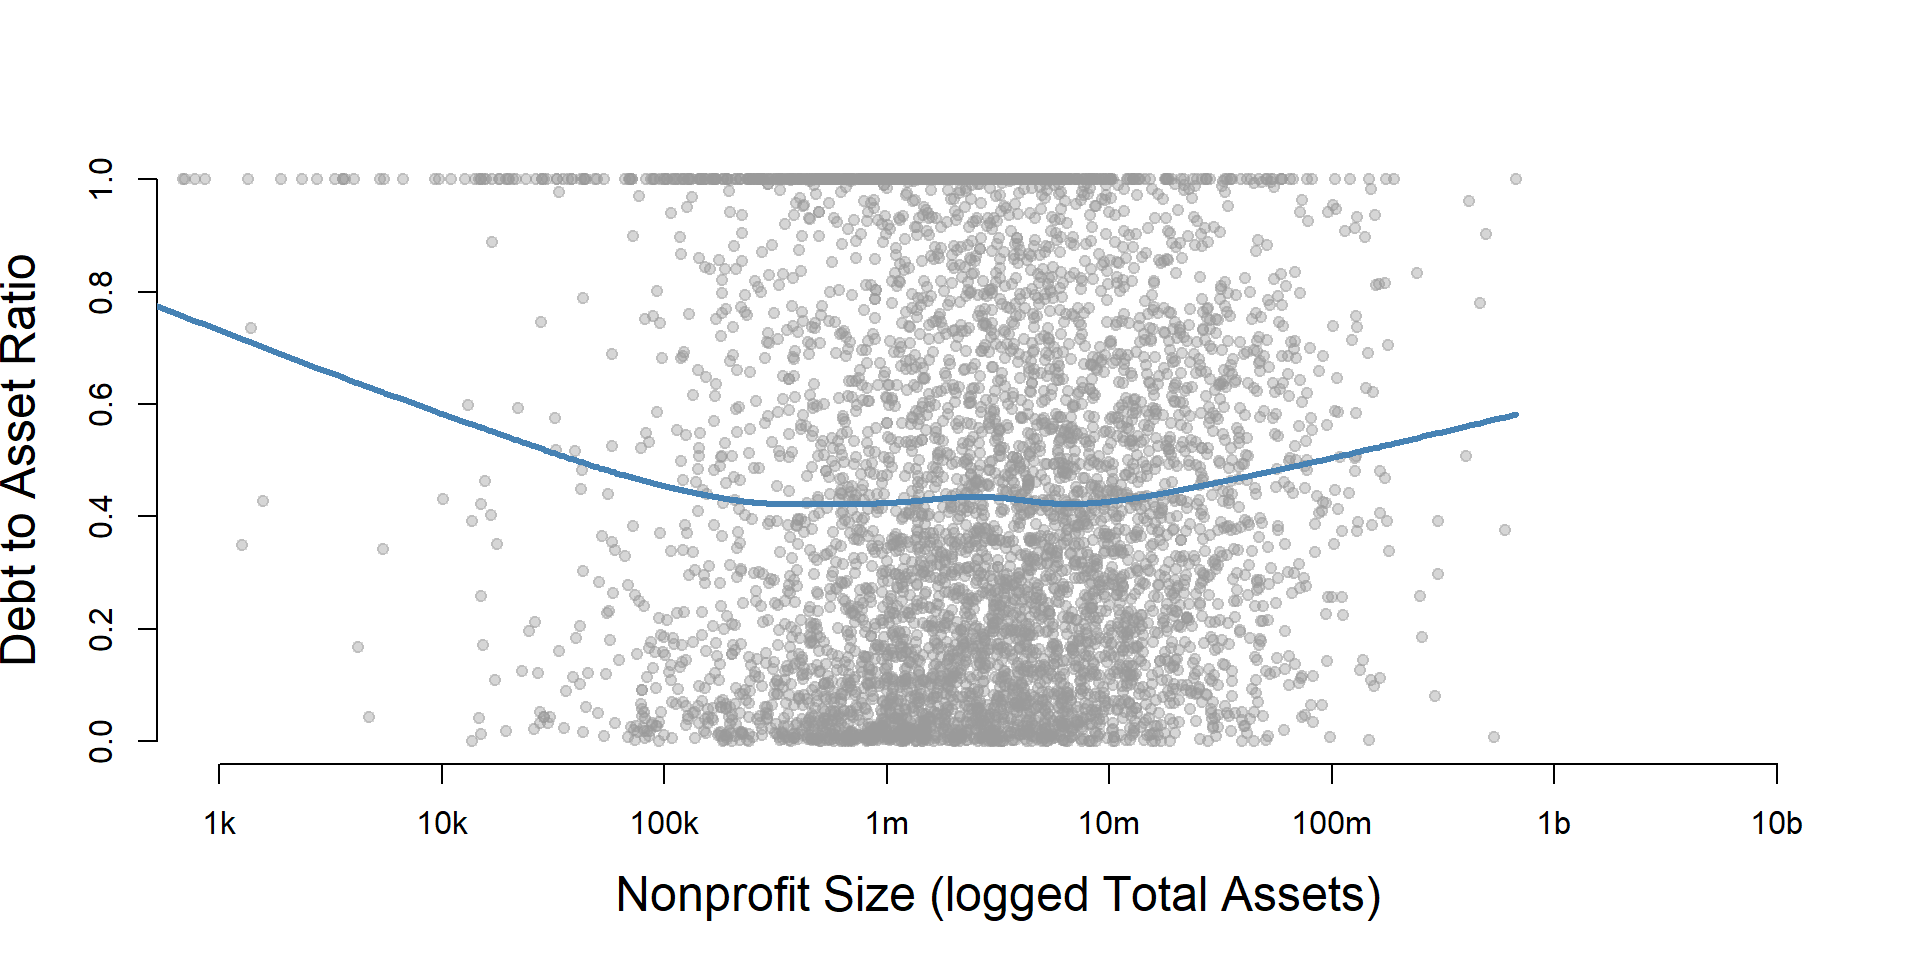 Debt to Asset Ratio
1.0
0.8
0.6
0.4
0.2
0.0
1k 10k 100k 1m 10m 100m 1b 10b
Nonprofit Size (logged Total Assets)